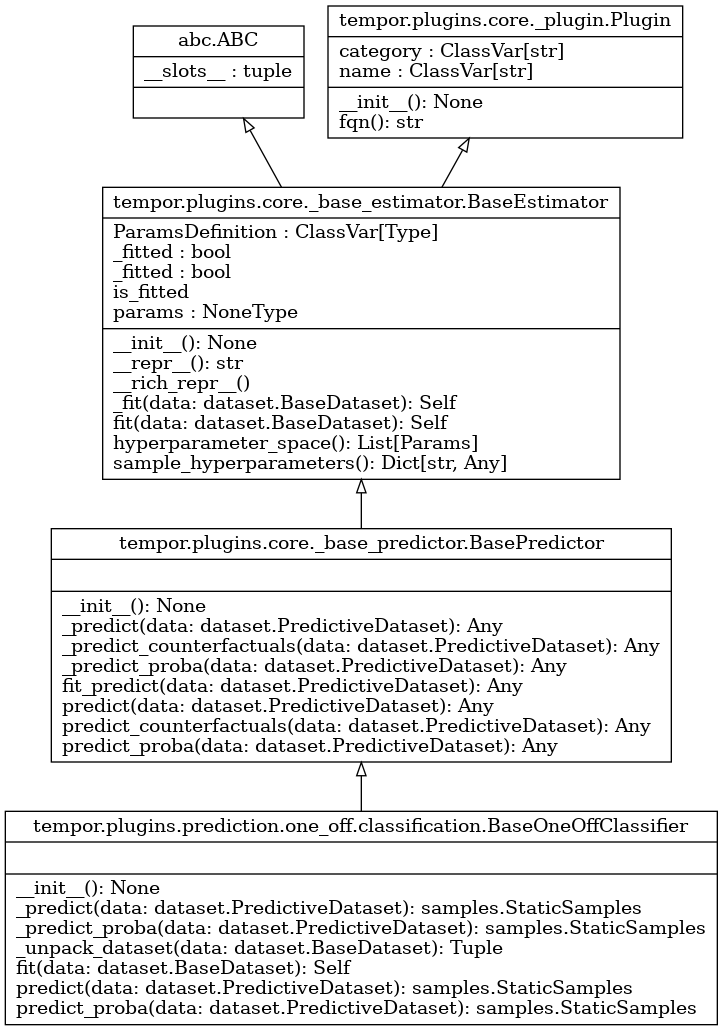 abc.ABC
__slots__ : tuple
tempor.plugins.core._plugin.Plugin
category : ClassVar[str]
name : ClassVar[str]
__init__(): None
fqn(): str
tempor.plugins.core._base_estimator.BaseEstimator
ParamsDefinition : ClassVar[Type]
_fitted : bool
_fitted : bool
is_fitted
params : NoneType
__init__(): None
__repr__(): str
__rich_repr__()
_fit(data: dataset.BaseDataset): Self
fit(data: dataset.BaseDataset): Self
hyperparameter_space(): List[Params]
sample_hyperparameters(): Dict[str, Any]
tempor.plugins.core._base_predictor.BasePredictor
__init__(): None
_predict(data: dataset.PredictiveDataset): Any
_predict_counterfactuals(data: dataset.PredictiveDataset): Any
_predict_proba(data: dataset.PredictiveDataset): Any
fit_predict(data: dataset.PredictiveDataset): Any
predict(data: dataset.PredictiveDataset): Any
predict_counterfactuals(data: dataset.PredictiveDataset): Any
predict_proba(data: dataset.PredictiveDataset): Any
tempor.plugins.prediction.one_off.classification.BaseOneOffClassifier
__init__(): None
_predict(data: dataset.PredictiveDataset): samples.StaticSamples
_predict_proba(data: dataset.PredictiveDataset): samples.StaticSamples
_unpack_dataset(data: dataset.BaseDataset): Tuple
fit(data: dataset.BaseDataset): Self
predict(data: dataset.PredictiveDataset): samples.StaticSamples
predict_proba(data: dataset.PredictiveDataset): samples.StaticSamples